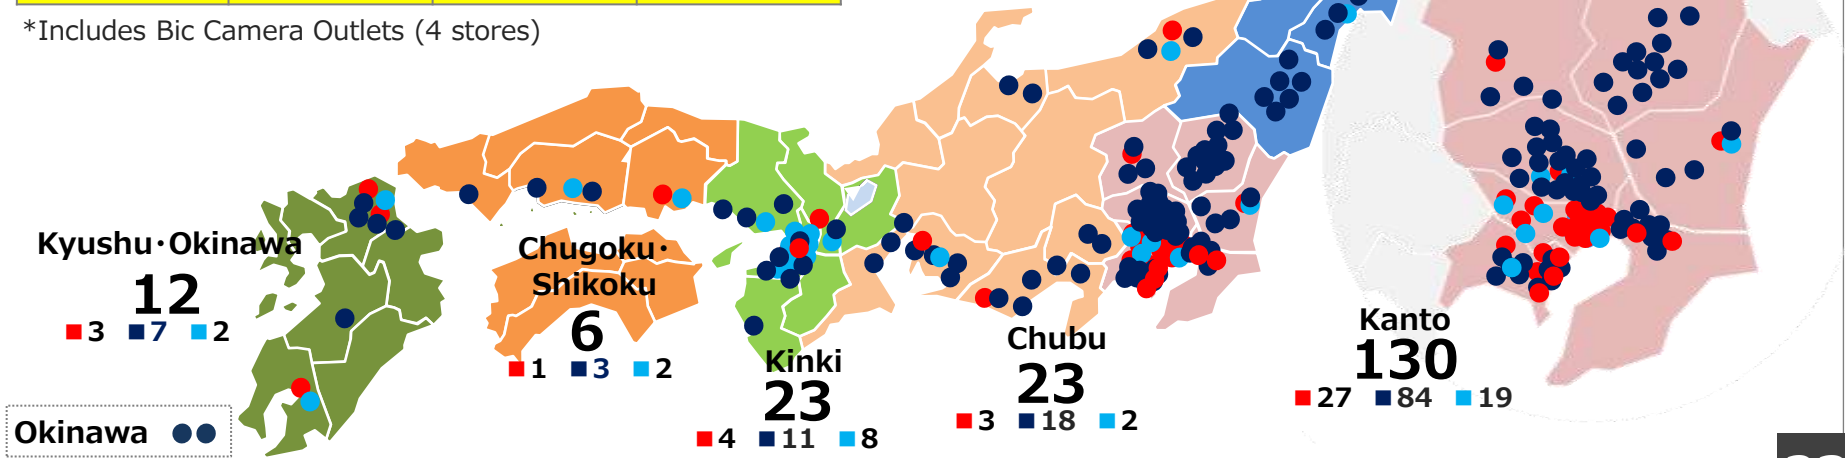 *Includes Bic Camera Outlets (4 stores)
Kyushu･Okinawa
12
3 7 2
Okinawa
Chugoku･
Shikoku
6
1 3 2
Kinki
23
4 11 8
Chubu
23
3 18 2
Kanto
130
27 84 19